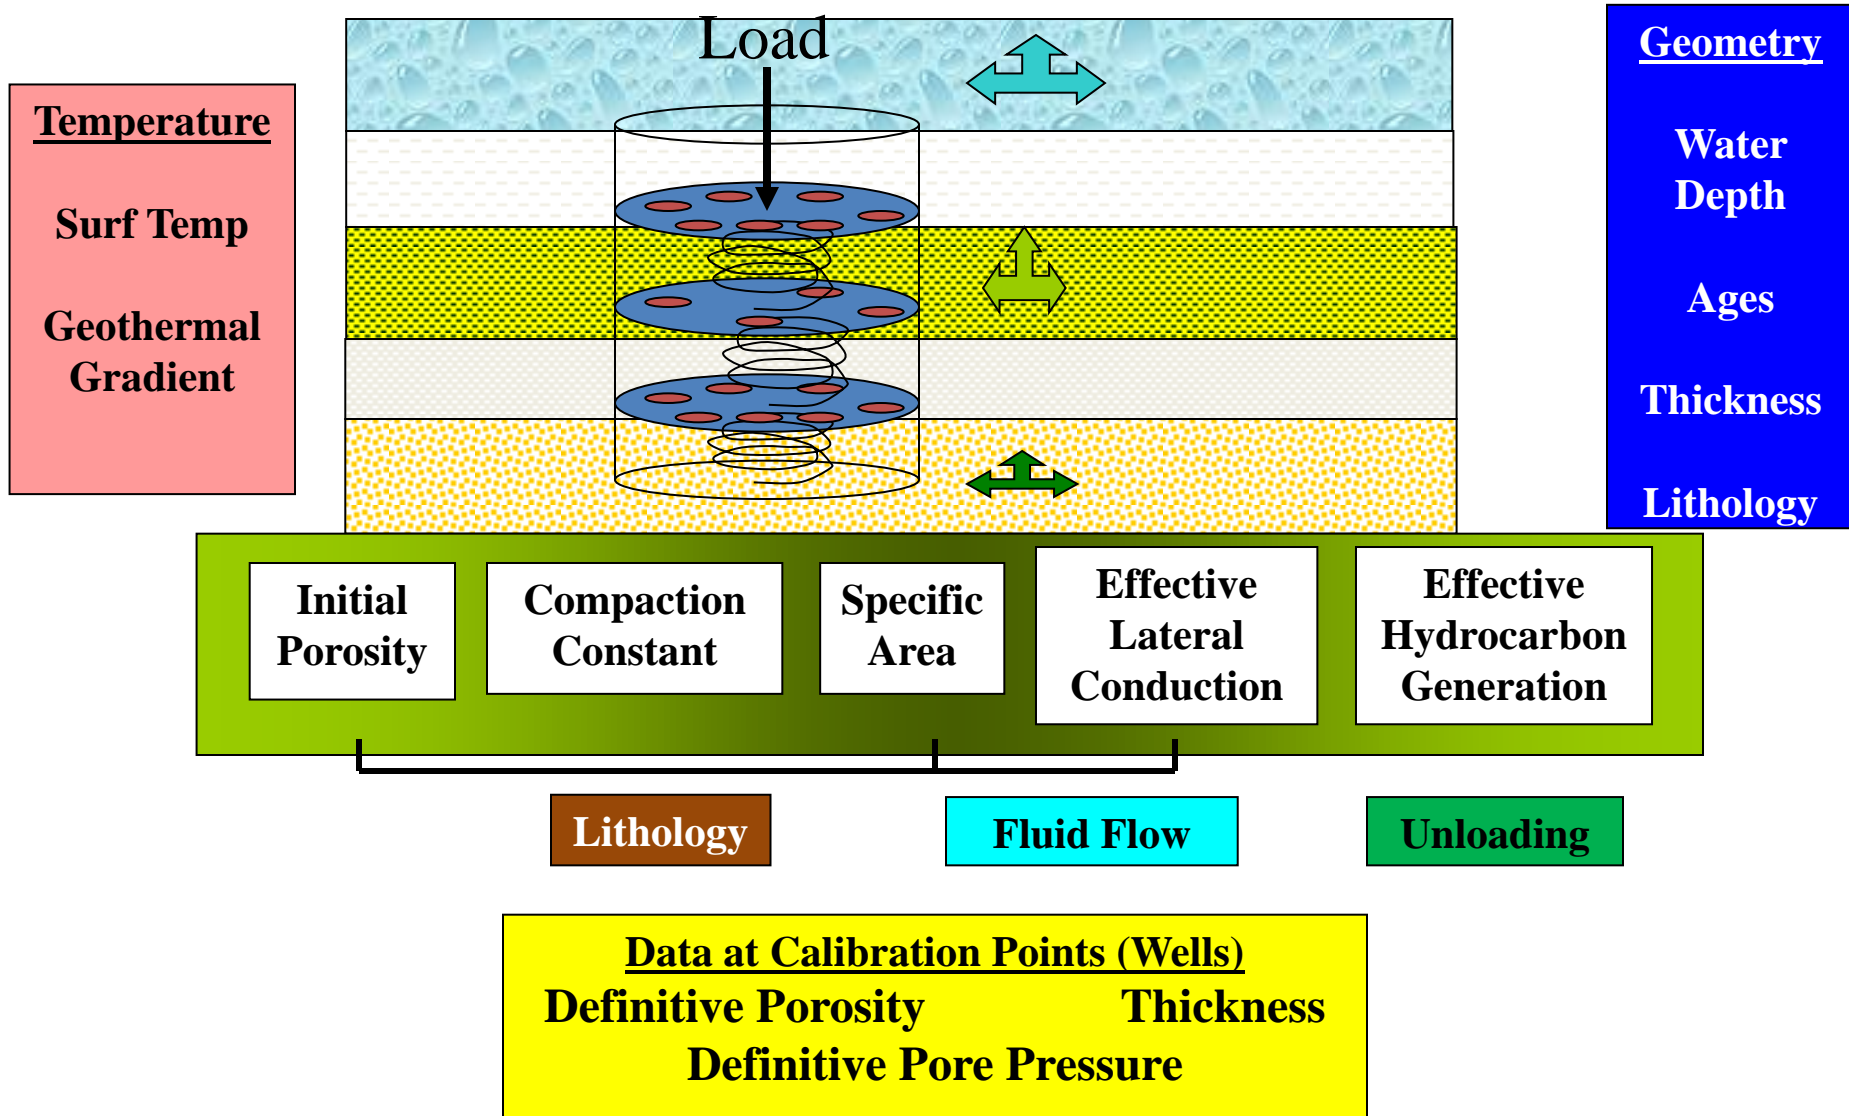 Load
Temperature
Surf Temp
Geothermal
Gradient
Geometry
Water
Depth
Ages
Thickness
Lithology
Initial
Porosity
Compaction
Constant
Specific
Area
Effective
Lateral
Conduction
Effective
Hydrocarbon
Generation
Lithology
Fluid Flow
Unloading
Data at Calibration Points (Wells)
Definitive Porosity Thickness
Definitive Pore Pressure